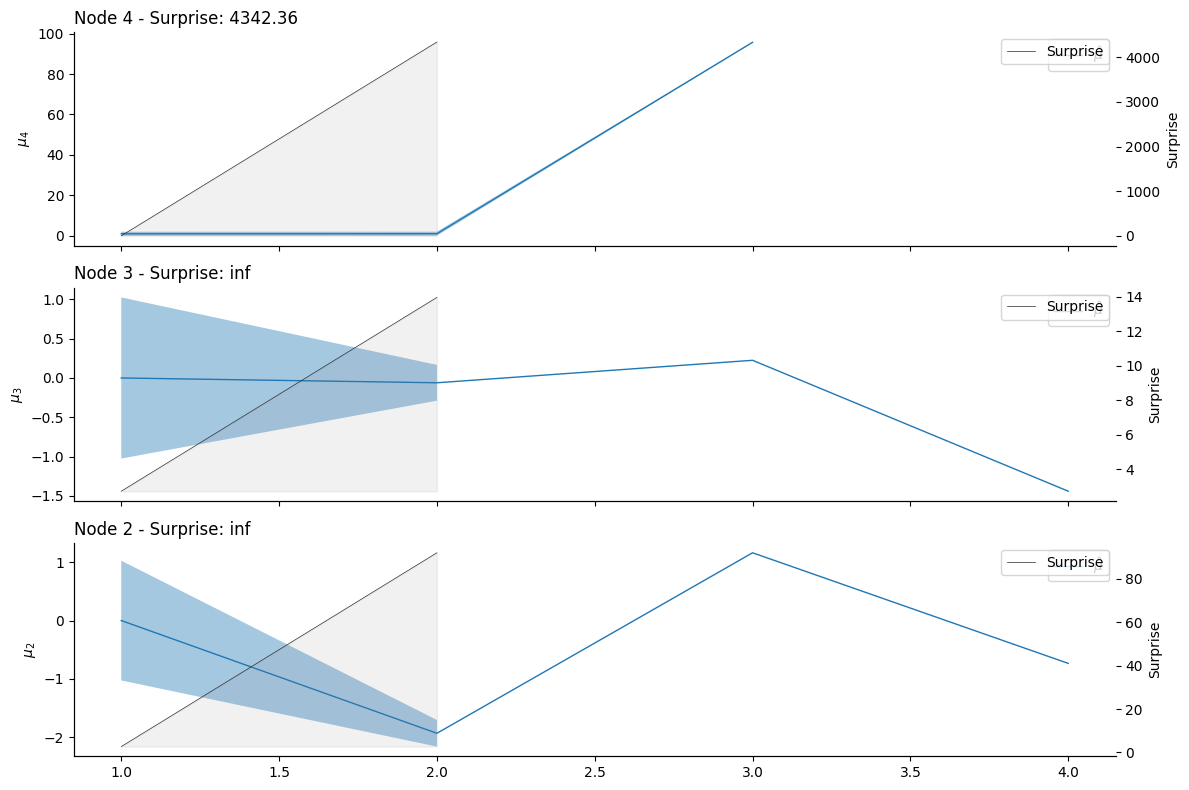 Node 4 - Surprise: 4342.36
100
80
60
40
20
0
μ4
Surprise
4000
3000
2000
1000
0
Surprise
Node 3 - Surprise: inf
1.0
0.5
0.0
−0.5
−1.0
−1.5
μ3
Surprise
14
12
10
8
6
4
Surprise
Node 2 - Surprise: inf
1
0
−1
−2
μ2
Surprise
80
60
40
20
0
Surprise
1.0 1.5 2.0 2.5 3.0 3.5 4.0